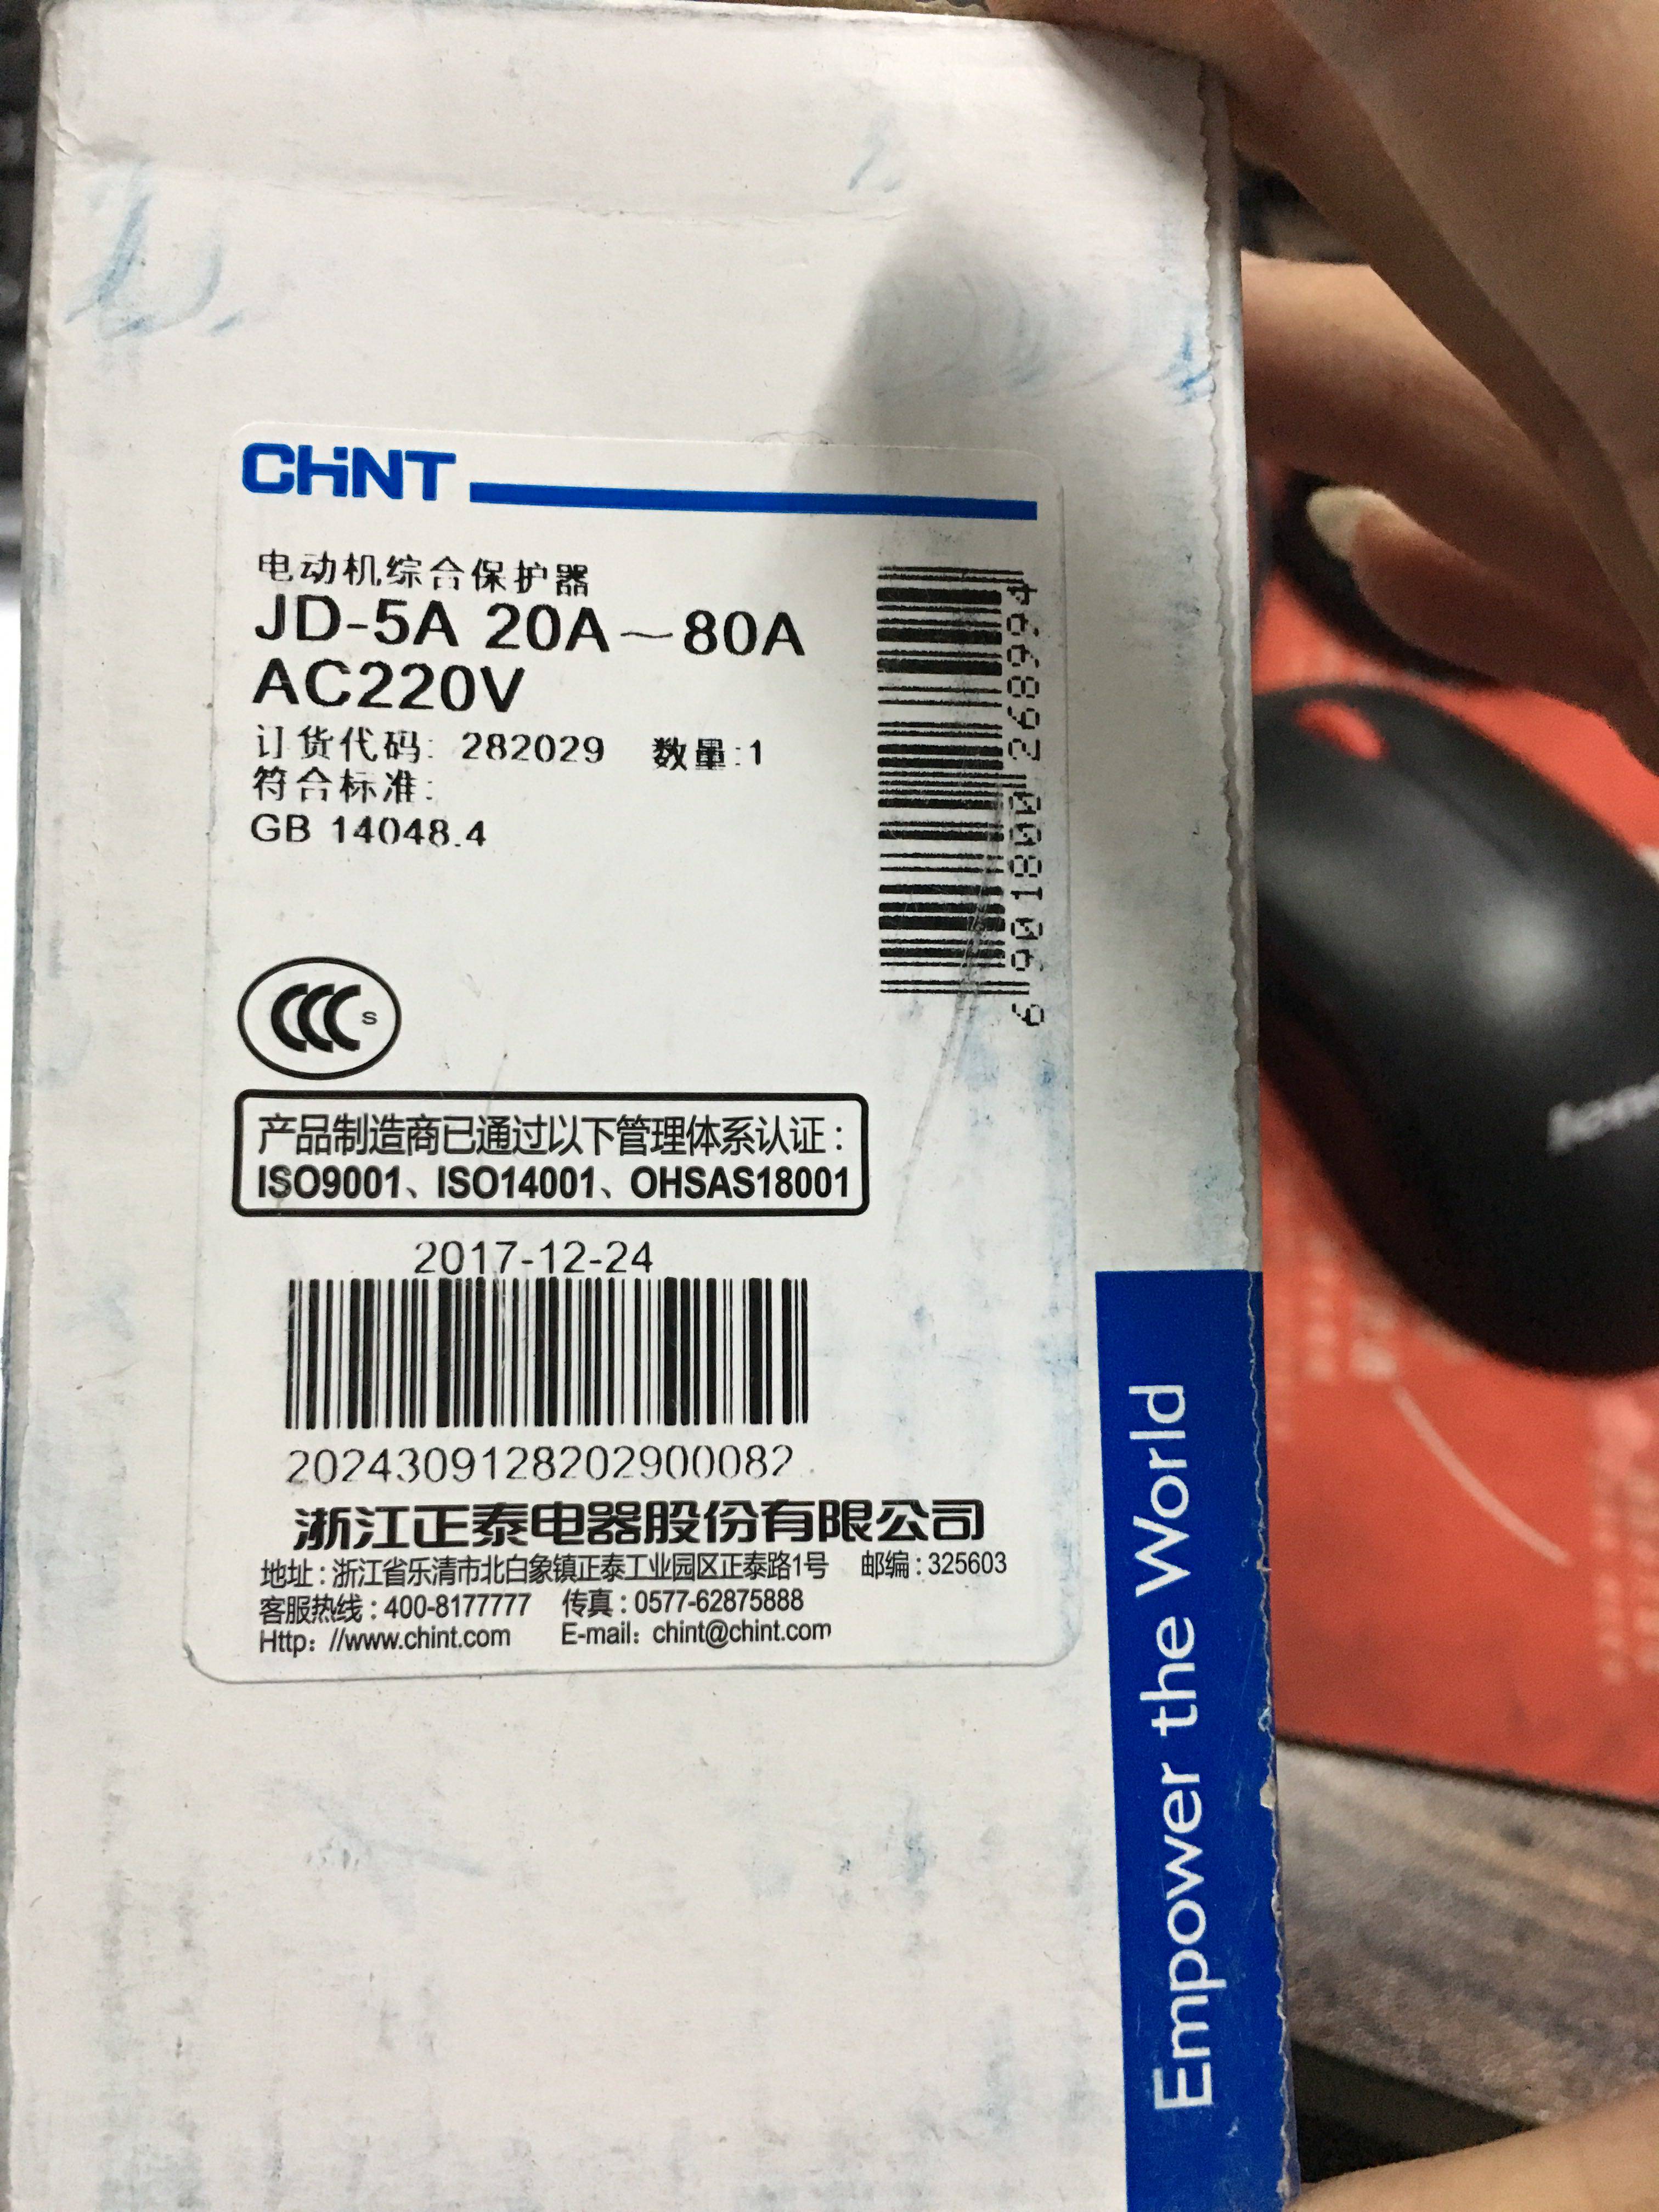 CHINT
电动机综合保护器
JD-5A 20A～80A
AC220V
订货代码: 282029 数量:1
符合标准:
GB 14048.4
6 901800 268994
CCC S
产品制造商已通过以下管理体系认证：
ISO9001、ISO14001、OHSAS18001
2017-12-24
2024309128202900082
浙江正泰电器股份有限公司
地址：浙江省乐清市北白象镇正泰工业园区正泰路1号 邮编：325603
客服热线：400-8177777 传真：0577-62875888
Http：//www.chint.com E-mail：chint@chint.com
Empower the World